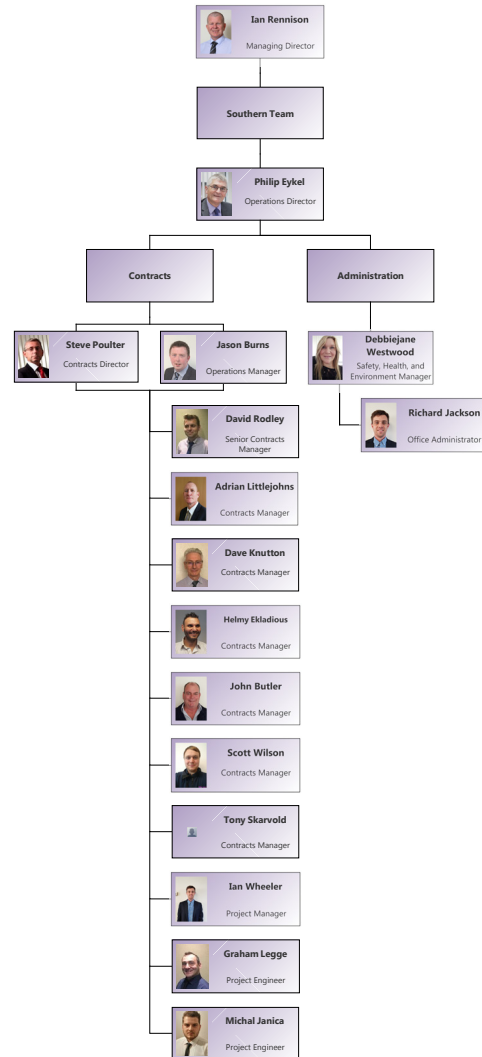 Ian Rennison
Managing Director
Southern Team
Philip Eykel
Operations Director
Contracts
Administration
Steve Poulter
Contracts Director
Jason Burns
Operations Manager
Debbiejane
Westwood
Safety, Health, and
Environment Manager
Richard Jackson
Office Administrator
David Rodley
Senior Contracts
Manager
Adrian Littlejohns
Contracts Manager
Dave Knutton
Contracts Manager
Helmy Ekladious
Contracts Manager
John Butler
Contracts Manager
Scott Wilson
Contracts Manager
Tony Skarvold
Contracts Manager
Ian Wheeler
Project Manager
Graham Legge
Project Engineer
Michal Janica
Project Engineer